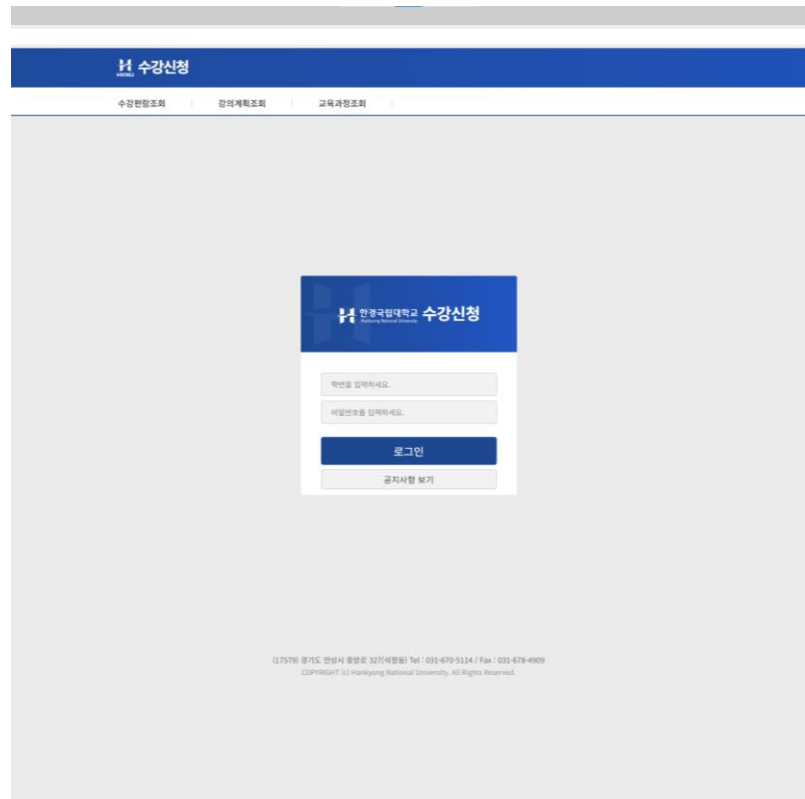 HKNU 수강신청
수강편람조회 강의계획조회 교육과정조회
한경국립대학교 수강신청
Hankyong National University
학번을 입력하세요.
비밀번호를 입력하세요.
로그인
공지사항 보기
(17579) 경기도 안성시 중앙로 327(석정동) Tel : 031-670-5114 / Fax : 031-678-4909
COPYRIGHT (c) Hankyong National University. All Rights Reserved.